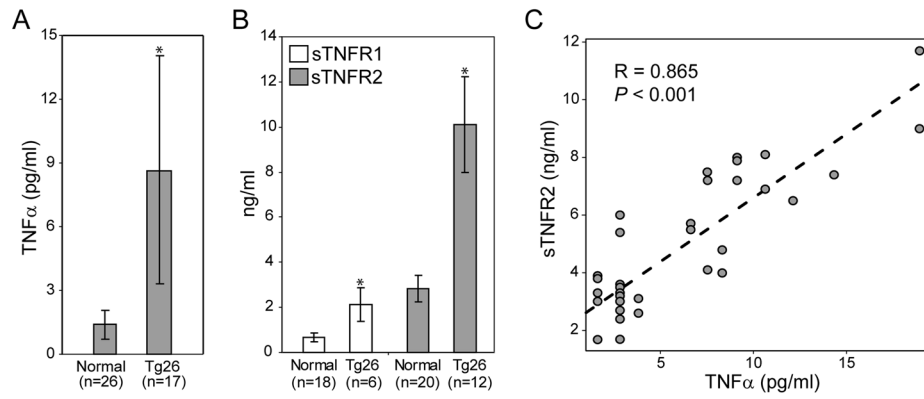 A
TNFα (pg/ml)
15
12
9
6
3
0
*
Normal
(n=26)
Tg26
(n=17)
B
ng/ml
14
12
10
8
6
4
2
0
sTNFR1
sTNFR2
*
*
Normal
(n=18)
Tg26
(n=6)
Normal
(n=20)
Tg26
(n=12)
C
sTNFR2 (ng/ml)
12
10
8
6
4
2
R = 0.865
P < 0.001
5
10
15
TNFα (pg/ml)